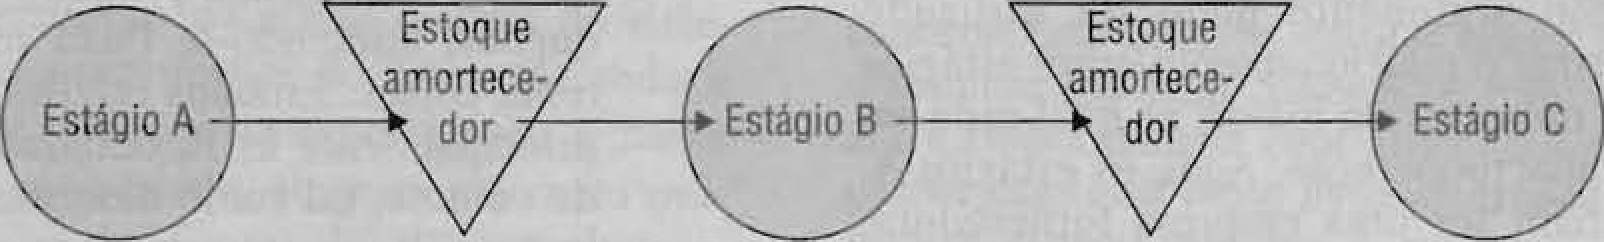 Estágio A
Estoque
amortece-
dor
Estágio B
Estoque
amortece-
dor
Estágio C